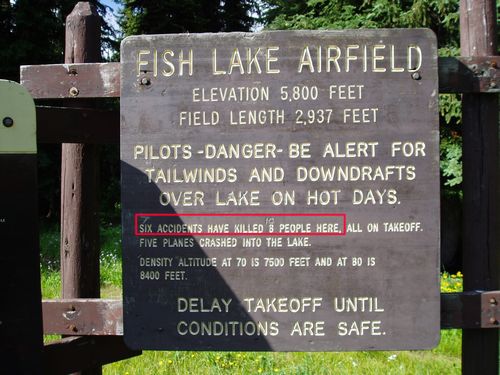 FISH LAKE AIRFIELD
ELEVATION 5,800 FEET
FIELD LENGTH 2,937 FEET
PILOTS -DANGER- BE ALERT FOR
TAILWINDS AND DOWNDRAFTS
OVER LAKE ON HOT DAYS.
SIX ACCIDENTS HAVE KILLED 8 PEOPLE HERE, ALL ON TAKEOFF.
FIVE PLANES CRASHED INTO THE LAKE.
DENSITY ALTITUDE AT 70 IS 7500 FEET AND AT 80 IS
8400 FEET.
DELAY TAKEOFF UNTIL
CONDITIONS ARE SAFE.